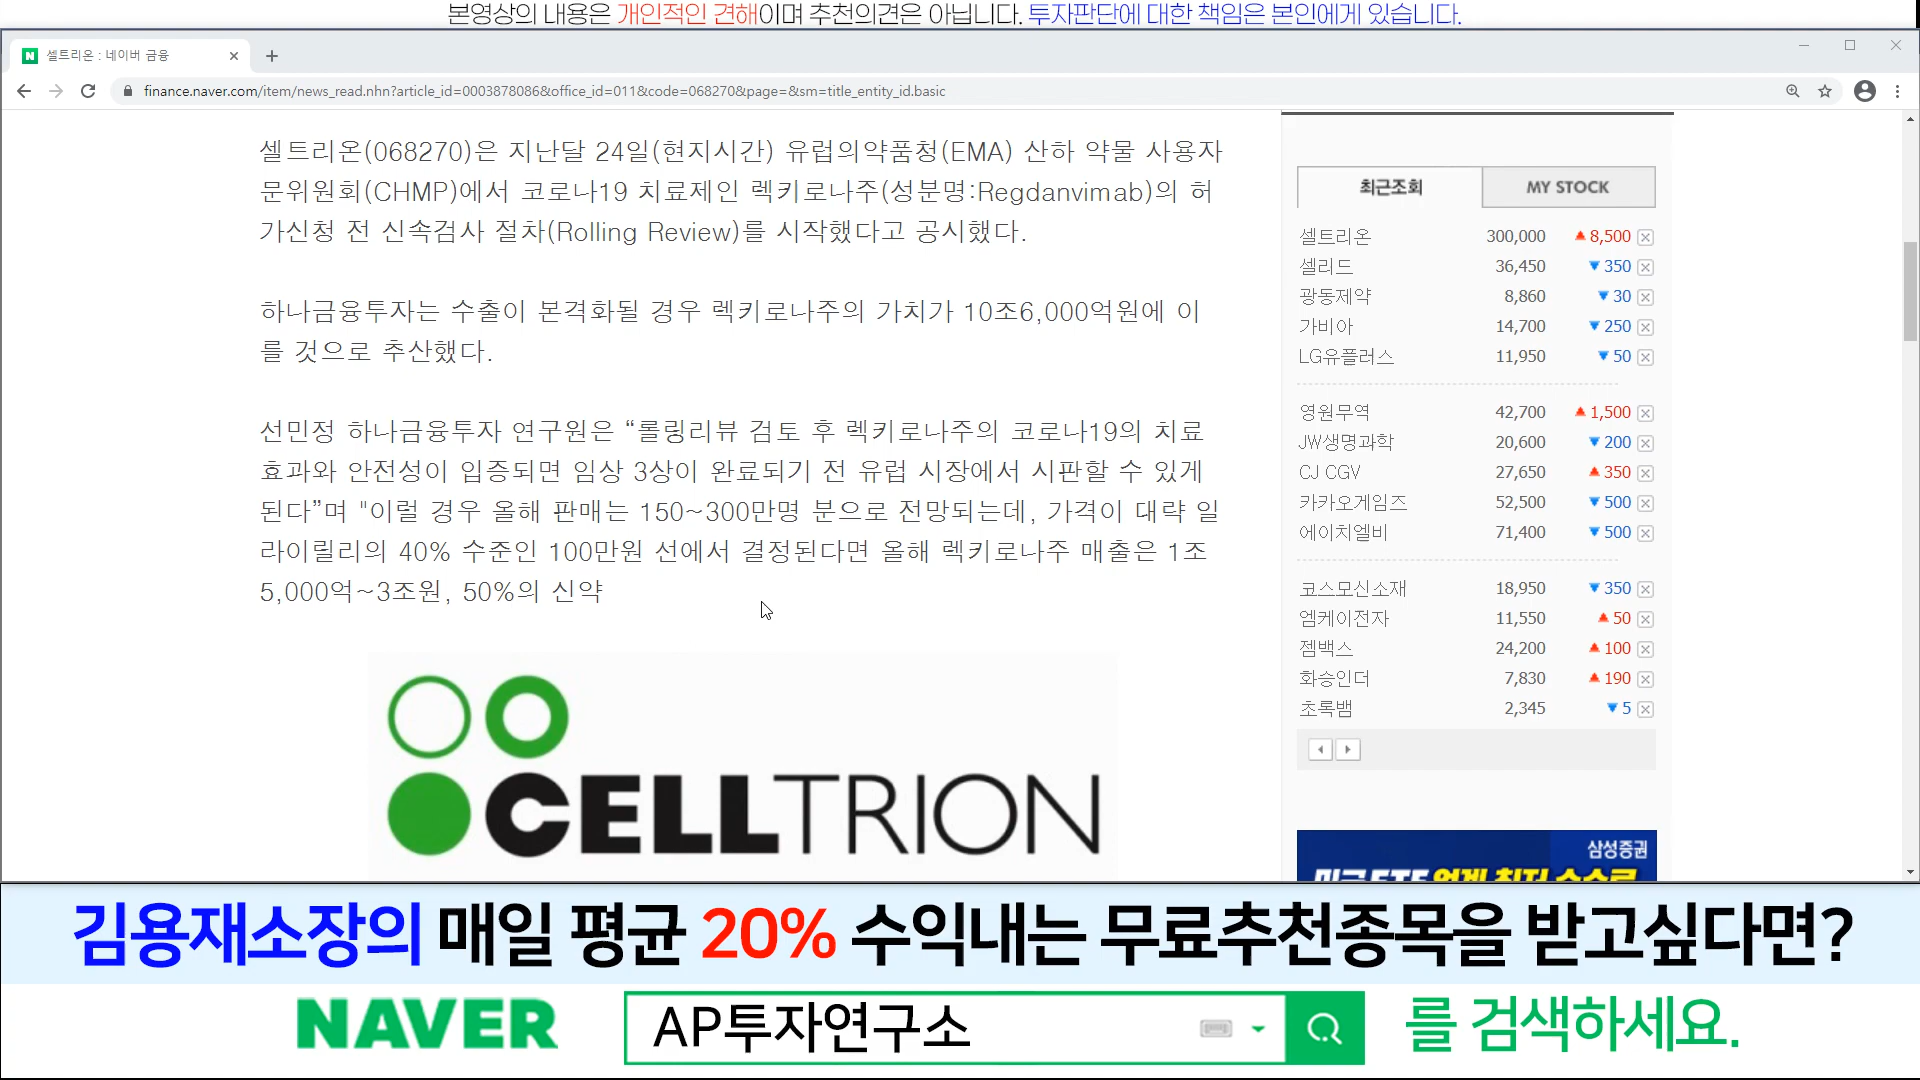 본영상의 내용은 개인적인 견해이며 추천의견은 아닙니다. 투자판단에 대한 책임은 본인에게 있습니다.
셀트리온 : 네이버 금융
finance.naver.com/item/news_read.nhn?article_id=0003878086&office_id=011&code=068270&page=&sm=title_entity_id.basic
셀트리온(068270)은 지난달 24일(현지시간) 유럽의약품청(EMA) 산하 약물 사용자
문위원회(CHMP)에서 코로나19 치료제인 렉키로나주(성분명:Regdanvimab)의 허
가신청 전 신속검사 절차(Rolling Review)를 시작했다고 공시했다.
하나금융투자는 수출이 본격화될 경우 렉키로나주의 가치가 10조6,000억원에 이
를 것으로 추산했다.
선민정 하나금융투자 연구원은 “롤링리뷰 검토 후 렉키로나주의 코로나19의 치료
효과와 안전성이 입증되면 임상 3상이 완료되기 전 유럽 시장에서 시판할 수 있게
된다”며 "이럴 경우 올해 판매는 150~300만명 분으로 전망되는데, 가격이 대략 일
라이릴리의 40% 수준인 100만원 선에서 결정된다면 올해 렉키로나주 매출은 1조
5,000억~3조원, 50%의 신약
CELLTRION
최근조회 MY STOCK
셀트리온 300,000 ▲8,500
셀리드 36,450 ▼350
광동제약 8,860 ▼30
가비아 14,700 ▼250
LG유플러스 11,950 ▼50
영원무역 42,700 ▲1,500
JW생명과학 20,600 ▼200
CJ CGV 27,650 ▲350
카카오게임즈 52,500 ▼500
에이치엘비 71,400 ▼500
코스모신소재 18,950 ▼350
엠케이전자 11,550 ▲50
젬백스 24,200 ▲100
화승인더 7,830 ▲190
초록뱀 2,345 ▼5
삼성증권
김용재소장의 매일 평균 20% 수익내는 무료추천종목을 받고싶다면?
NAVER AP투자연구소 를 검색하세요.